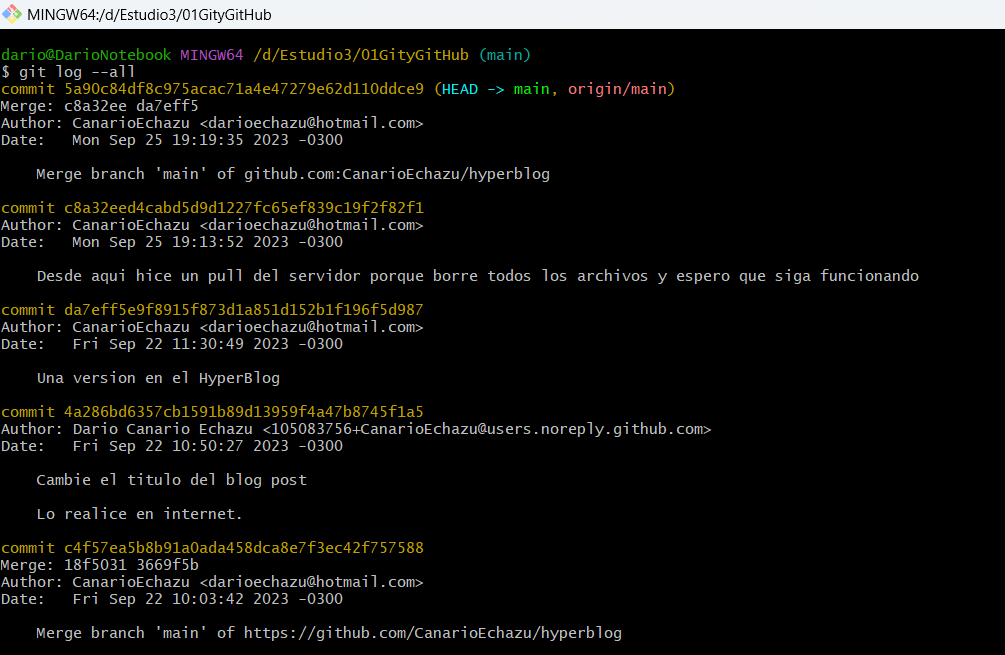 MINGW64:/d/Estudio3/01GityGitHub
dario@DarioNotebook MINGW64 /d/Estudio3/01GityGitHub (main)
$ git log --all
commit 5a90c84df8c975acac71a4e47279e62d110ddce9 (HEAD -> main, origin/main)
Merge: c8a32ee da7eff5
Author: CanarioEchazu <darioechazu@hotmail.com>
Date:   Mon Sep 25 19:19:35 2023 -0300
    Merge branch 'main' of github.com:CanarioEchazu/hyperblog
commit c8a32eed4cabd5d9d1227fc65ef839c19f2f82f1
Author: CanarioEchazu <darioechazu@hotmail.com>
Date:   Mon Sep 25 19:13:52 2023 -0300
    Desde aqui hice un pull del servidor porque borre todos los archivos y espero que siga funcionando
commit da7eff5e9f8915f873d1a851d152b1f196f5d987
Author: CanarioEchazu <darioechazu@hotmail.com>
Date:   Fri Sep 22 11:30:49 2023 -0300
    Una version en el HyperBlog
commit 4a286bd6357cb1591b89d13959f4a47b8745f1a5
Author: Dario Canario Echazu <105083756+CanarioEchazu@users.noreply.github.com>
Date:   Fri Sep 22 10:50:27 2023 -0300
    Cambie el titulo del blog post
    Lo realice en internet.
commit c4f57ea5b8b91a0ada458dca8e7f3ec42f757588
Merge: 18f5031 3669f5b
Author: CanarioEchazu <darioechazu@hotmail.com>
Date:   Fri Sep 22 10:03:42 2023 -0300
    Merge branch 'main' of https://github.com/CanarioEchazu/hyperblog